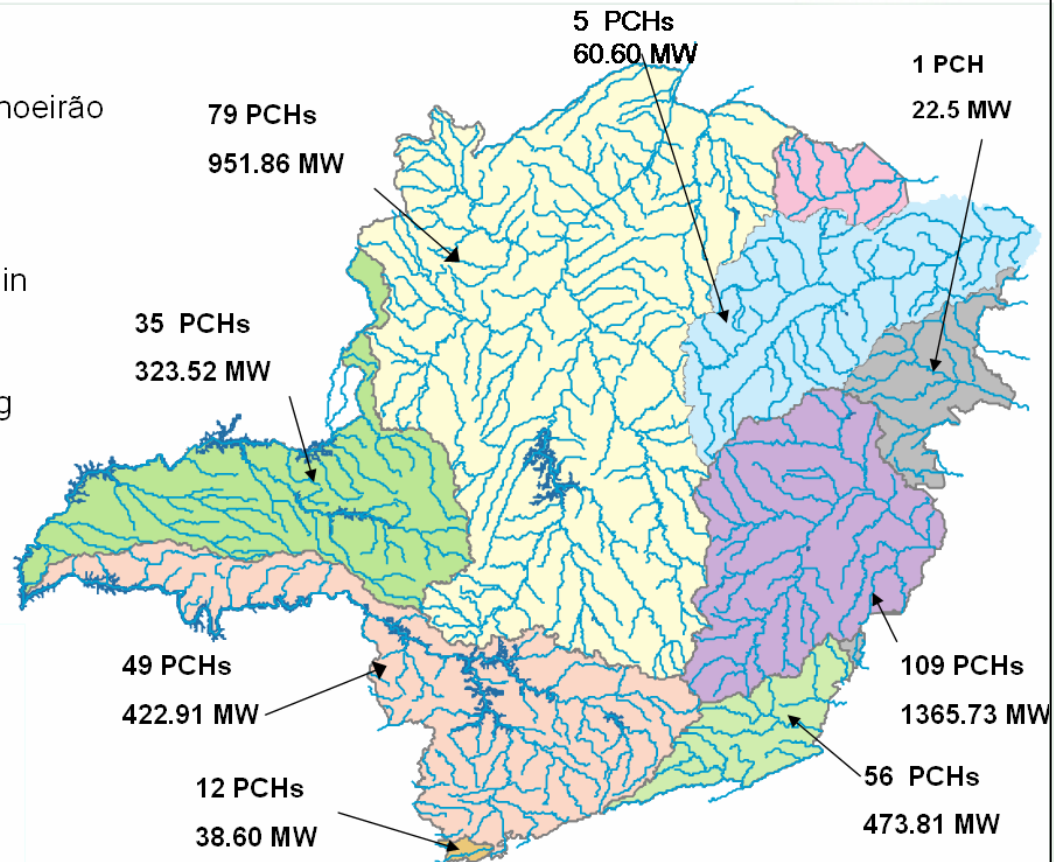 5 PCHs
60.60 MW
1 PCH
22.5 MW
noeirão
79 PCHs
951.86 MW
in
35 PCHs
323.52 MW
g
49 PCHs
422.91 MW
109 PCHs
1365.73 MW
56 PCHs
473.81 MW
12 PCHs
38.60 MW